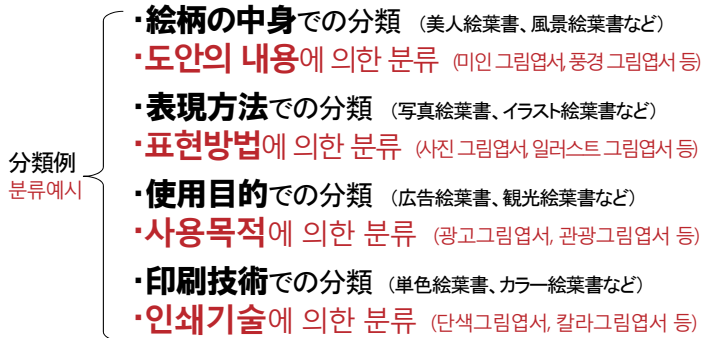 ・絵柄の中身での分類 （美人絵葉書、風景絵葉書など）
・도안의 내용에 의한 분류 (미인 그림엽서, 풍경 그림엽서 등)
・表現方法での分類 （写真絵葉書、イラスト絵葉書など）
・표현방법에 의한 분류 (사진 그림엽서, 일러스트 그림엽서 등)
分類例
분류예시
・使用目的での分類 （広告絵葉書、観光絵葉書など）
・사용목적에 의한 분류 (광고그림엽서, 관광그림엽서 등)
・印刷技術での分類 （単色絵葉書、カラー絵葉書など）
・인쇄기술에 의한 분류 (단색그림엽서, 칼라그림엽서 등)